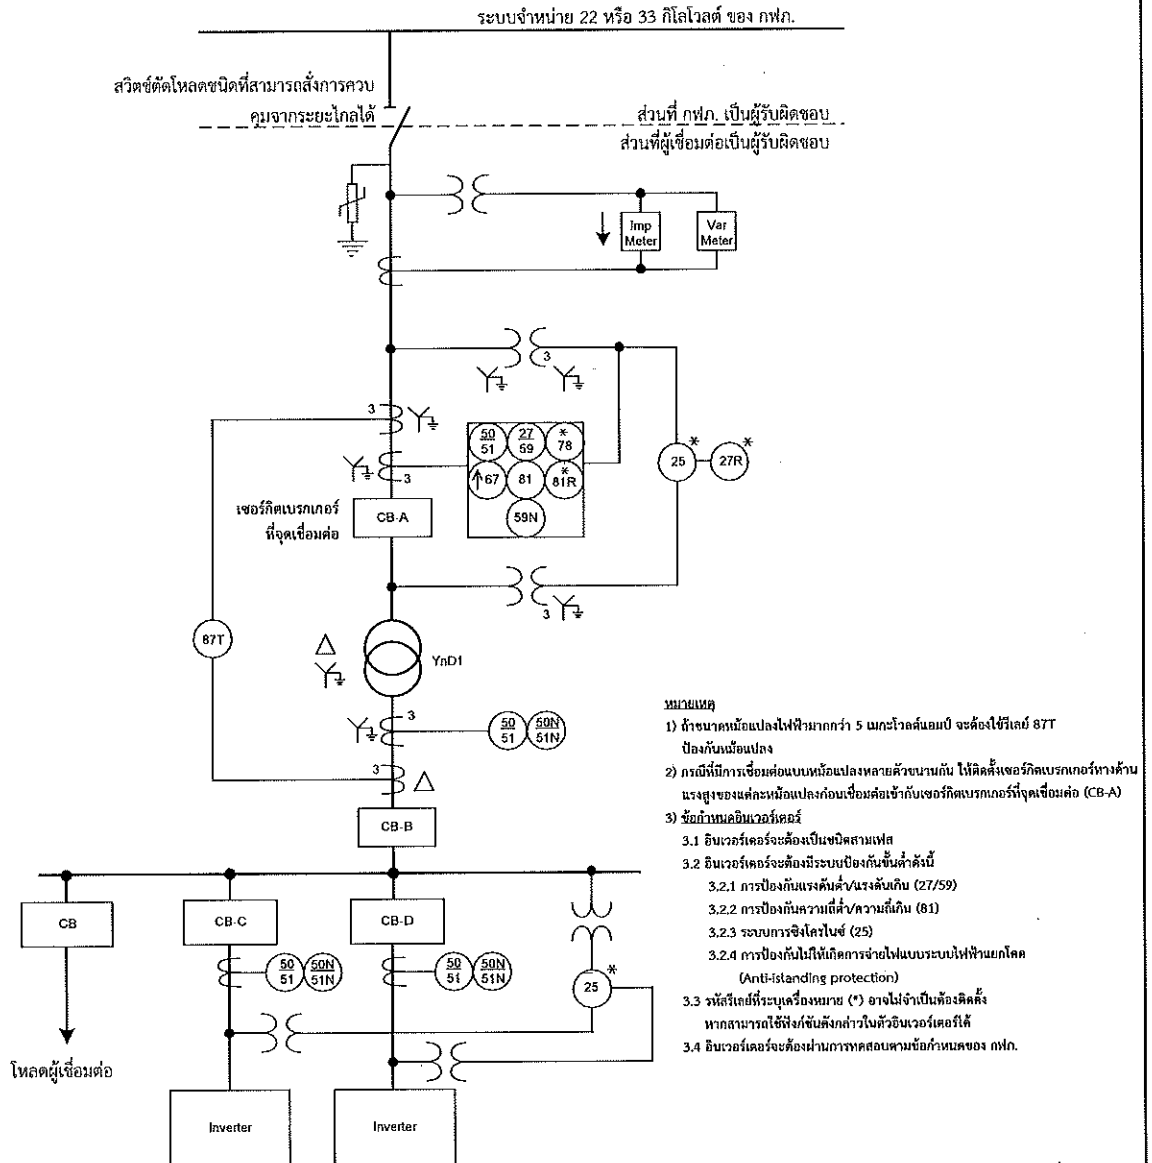 ระบบจำหน่าย 22 หรือ 33 กิโลโวลต์ ของ กฟภ.
สวิตช์ตัดโหลดชนิดที่สามารถสั่งการควบ
คุมจากระยะไกลได้
ส่วนที่ กฟภ. เป็นผู้รับผิดชอบ
ส่วนที่ผู้เชื่อมต่อเป็นผู้รับผิดชอบ
Imp
Meter
Var
Meter
3
3
50
51
27
59
*
78
67
81
*
81R
59N
25
*
27R
*
3
เซอร์กิตเบรกเกอร์
ที่จุดเชื่อมต่อ
CB-A
3
87T
YnD1
3
50
51
50N
51N
3
CB-B
CB
CB-C
CB-D
50
51
50N
51N
50
51
50N
51N
25
*
โหลดผู้เชื่อมต่อ
Inverter
Inverter
หมายเหตุ
1) ถ้าขนาดหม้อแปลงไฟฟ้ามากกว่า 5 เมกะโวลต์แอมป์ จะต้องใช้รีเลย์ 87T
ป้องกันหม้อแปลง
2) กรณีที่มีการเชื่อมต่อแบบหม้อแปลงหลายตัวขนานกัน ให้ติดตั้งเซอร์กิตเบรกเกอร์ทางด้าน
แรงสูงของแต่ละหม้อแปลงก่อนเชื่อมต่อเข้ากับเซอร์กิตเบรกเกอร์ที่จุดเชื่อมต่อ (CB-A)
3) ข้อกำหนดอินเวอร์เตอร์
3.1 อินเวอร์เตอร์จะต้องเป็นชนิดสามเฟส
3.2 อินเวอร์เตอร์จะต้องมีระบบป้องกันขั้นต่ำดังนี้
3.2.1 การป้องกันแรงดันต่ำ/แรงดันเกิน (27/59)
3.2.2 การป้องกันความถี่ต่ำ/ความถี่เกิน (81)
3.2.3 ระบบการซิงโครไนซ์ (25)
3.2.4 การป้องกันไม่ให้เกิดการจ่ายไฟแบบระบบไฟฟ้าแยกโดด
(Anti-islanding protection)
3.3 รหัสรีเลย์ที่ระบุเครื่องหมาย (*) อาจไม่จำเป็นต้องติดตั้ง
หากสามารถใช้ฟังก์ชันดังกล่าวในตัวอินเวอร์เตอร์ได้
3.4 อินเวอร์เตอร์จะต้องผ่านการทดสอบตามข้อกำหนดของ กฟภ.